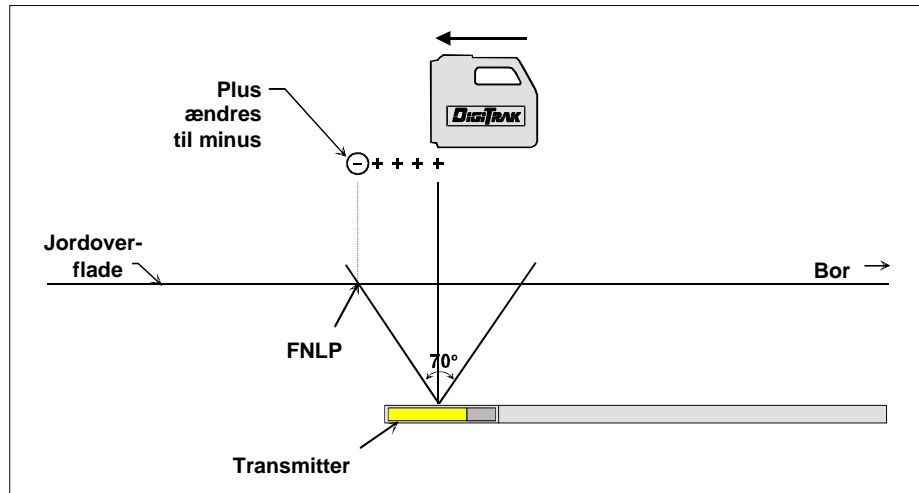 Plus
ændres
til minus
DIGITRAK
- + + + +
Jordover-
flade
Bor
FNLP
70°
Transmitter